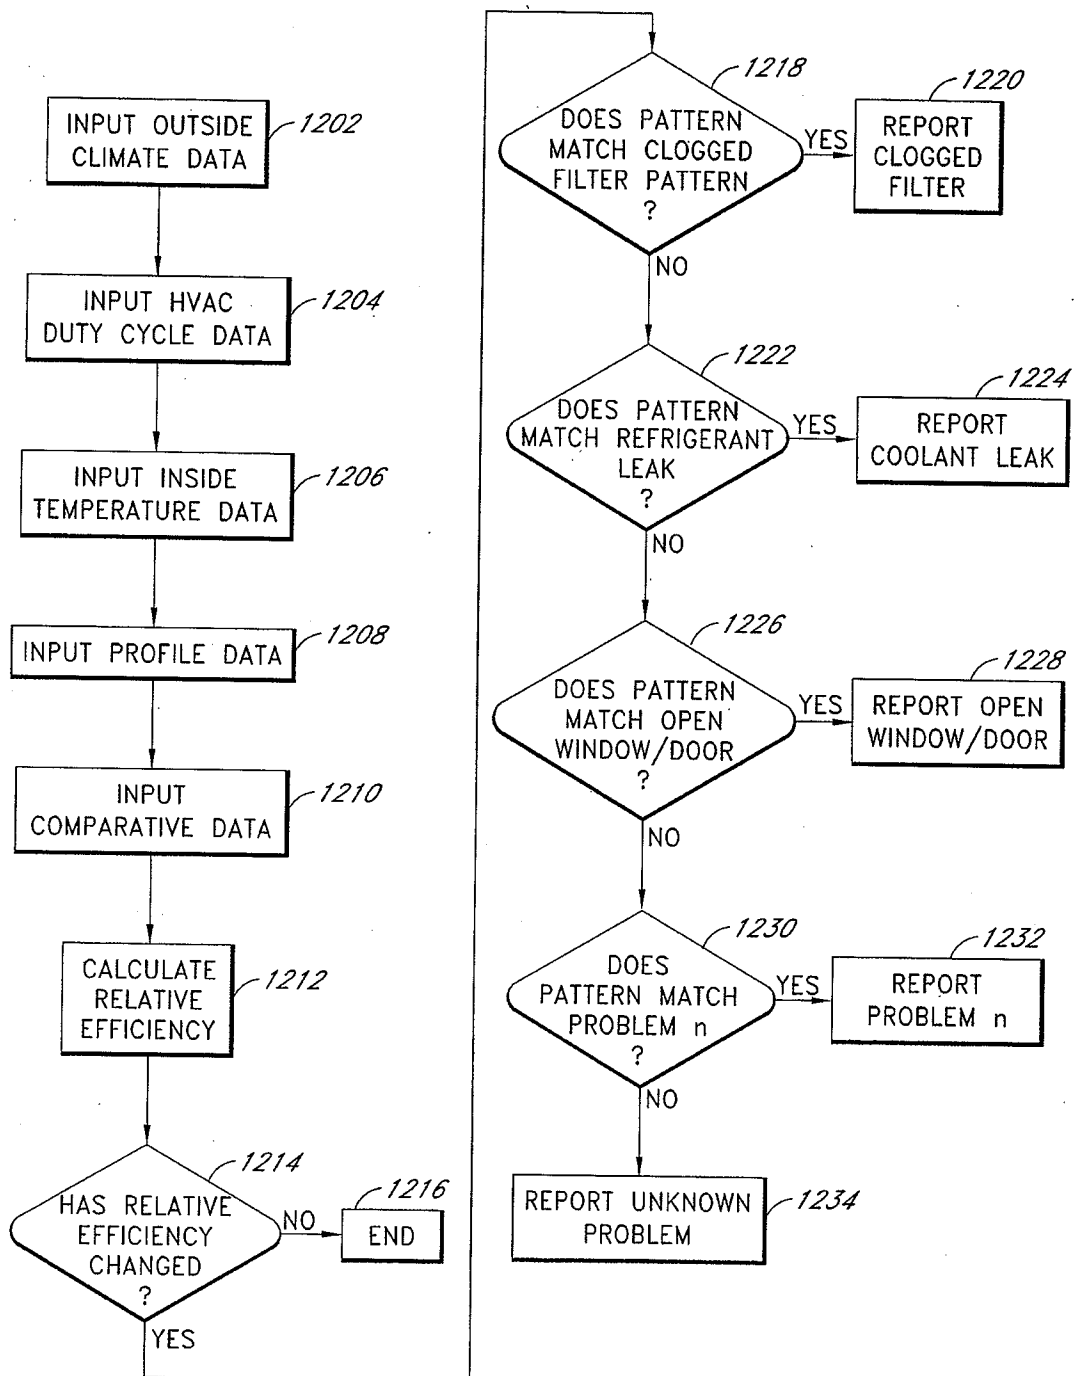 INPUT OUTSIDE
CLIMATE DATA
1202
INPUT HVAC
DUTY CYCLE DATA
1204
INPUT INSIDE
TEMPERATURE DATA
1206
INPUT PROFILE DATA
1208
INPUT
COMPARATIVE DATA
1210
CALCULATE
RELATIVE
EFFICIENCY
1212
HAS RELATIVE
EFFICIENCY
CHANGED
?
1214
NO
END
1216
YES
DOES PATTERN
MATCH CLOGGED
FILTER PATTERN
?
1218
YES
REPORT
CLOGGED
FILTER
1220
NO
DOES PATTERN
MATCH REFRIGERANT
LEAK
?
1222
YES
REPORT
COOLANT LEAK
1224
NO
DOES PATTERN
MATCH OPEN
WINDOW/DOOR
?
1226
YES
REPORT OPEN
WINDOW/DOOR
1228
NO
DOES
PATTERN MATCH
PROBLEM n
?
1230
YES
REPORT
PROBLEM n
1232
NO
REPORT UNKNOWN
PROBLEM
1234